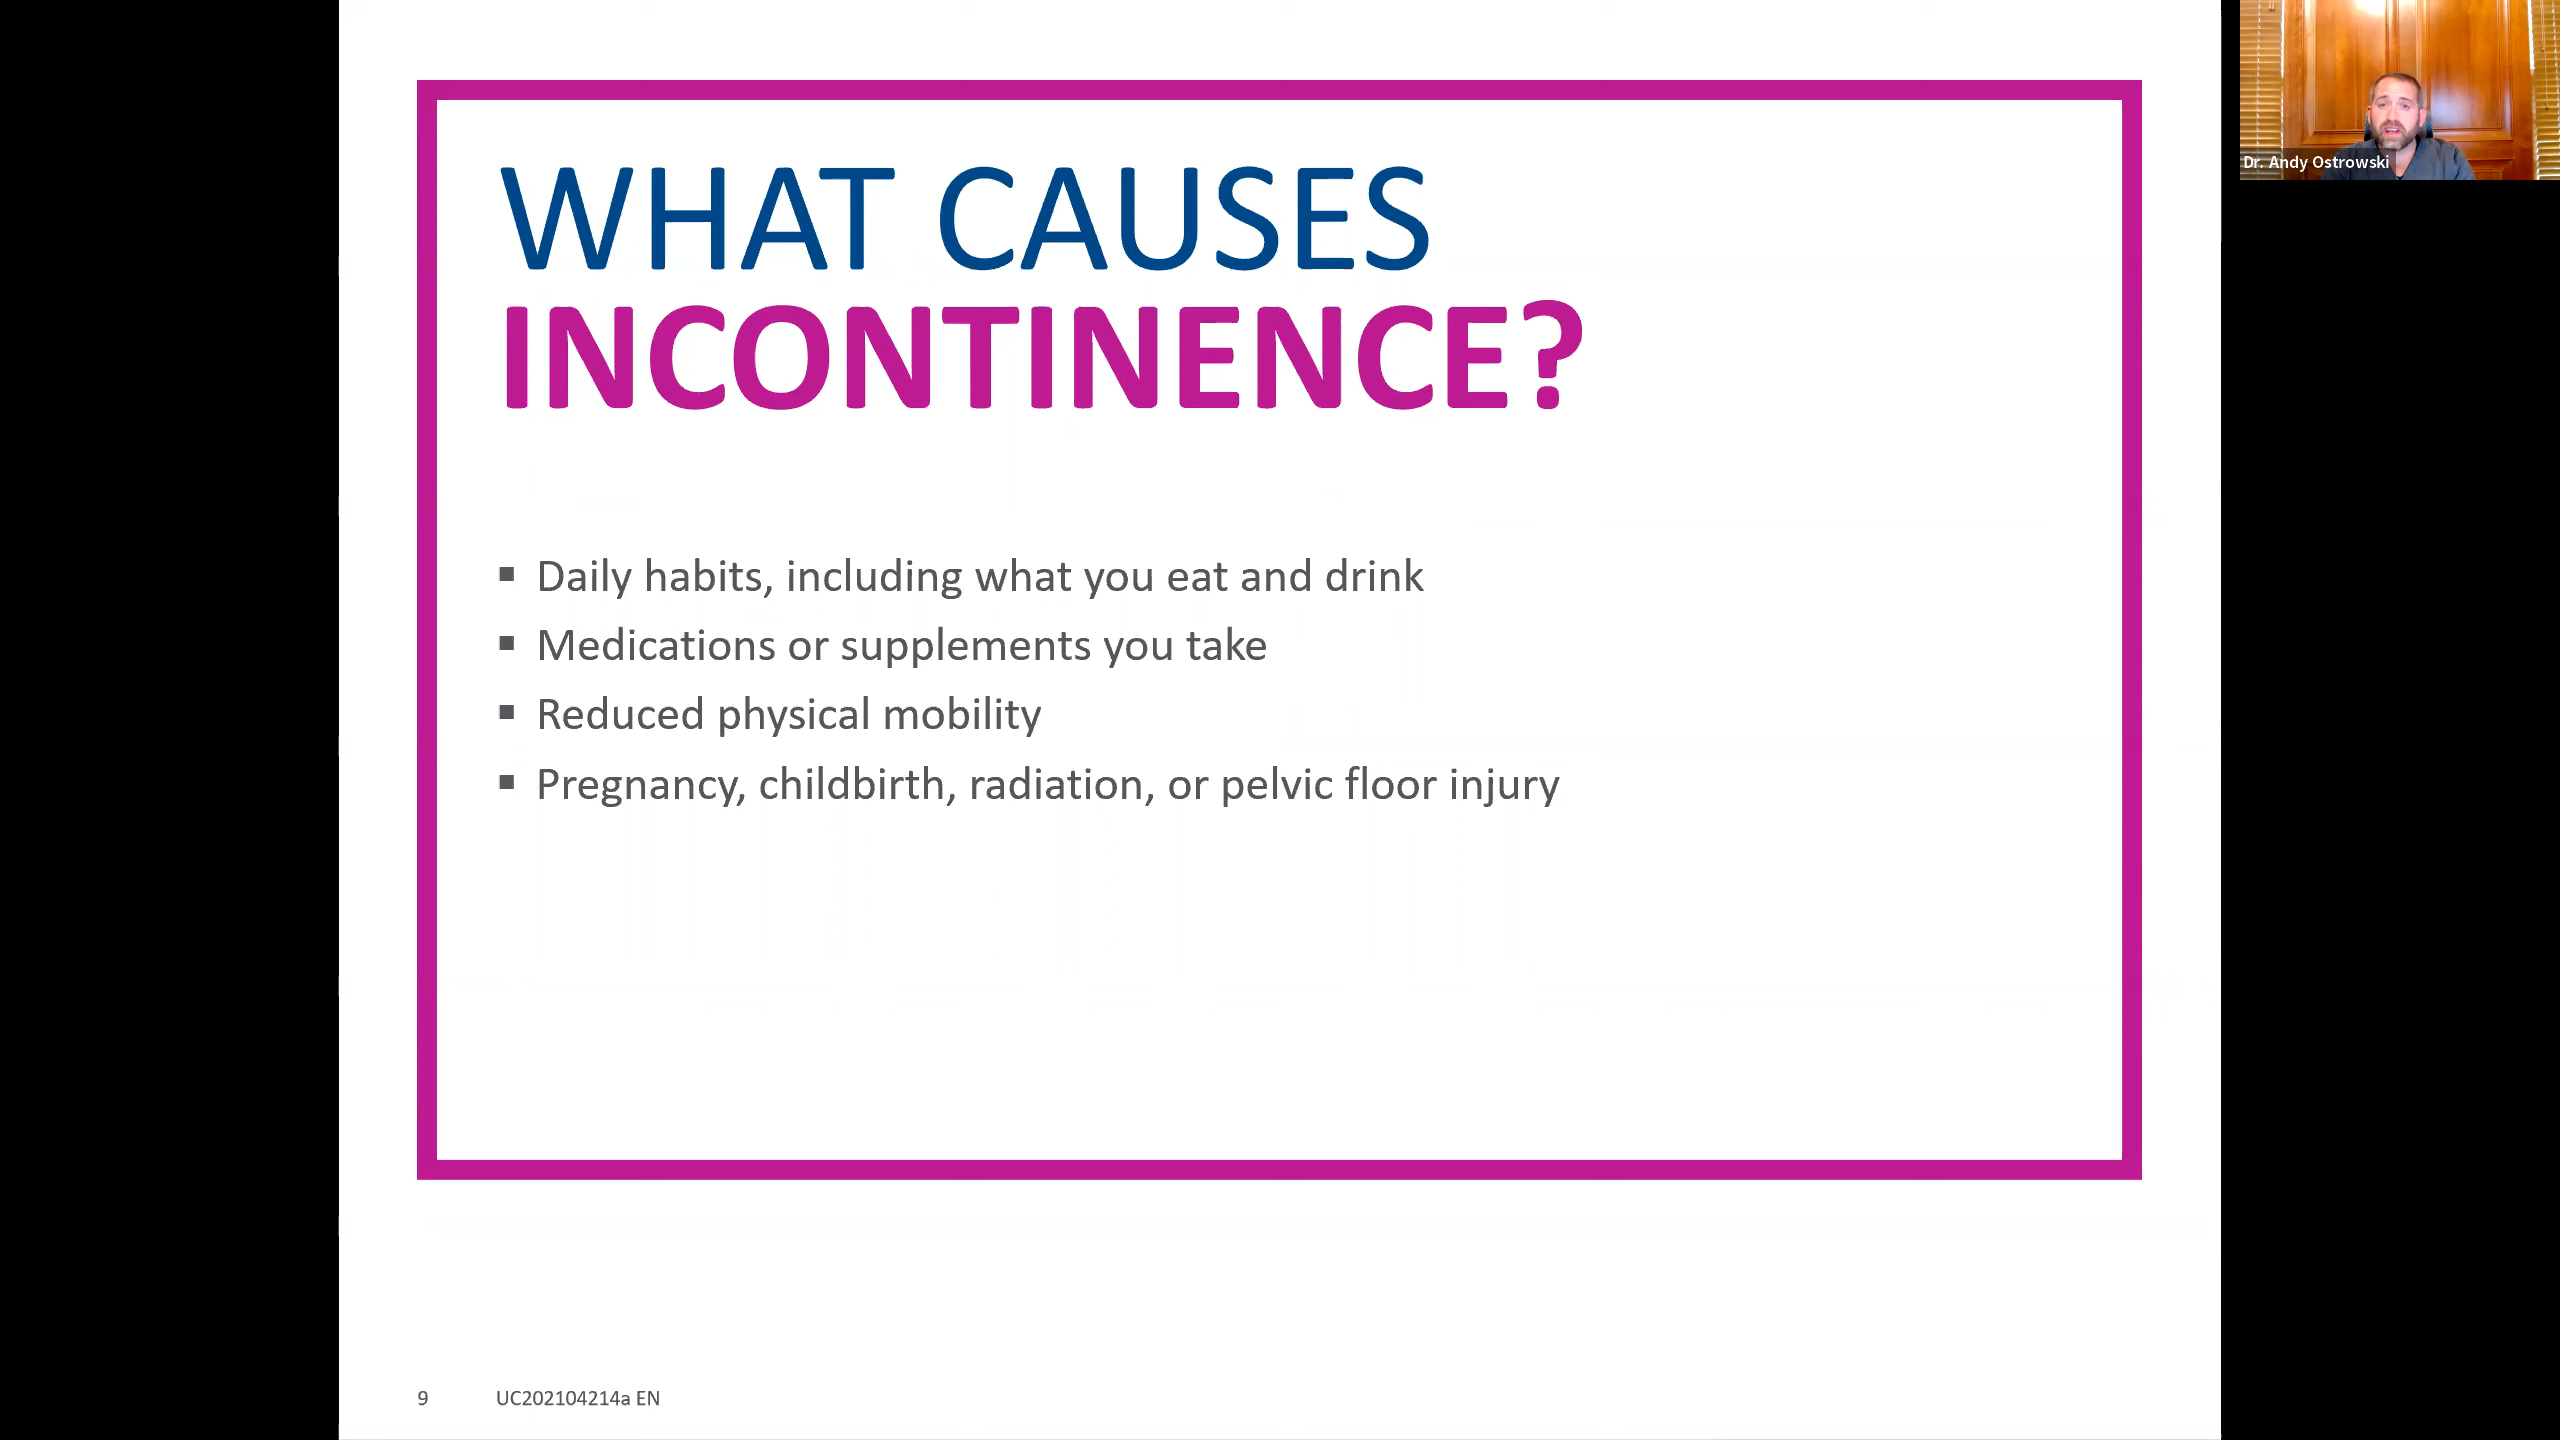 WHAT CAUSES
INCONTINENCE?
▪ Daily habits, including what you eat and drink
▪ Medications or supplements you take
▪ Reduced physical mobility
▪ Pregnancy, childbirth, radiation, or pelvic floor injury
9 UC202104214a EN
Dr. Andy Ostrowski